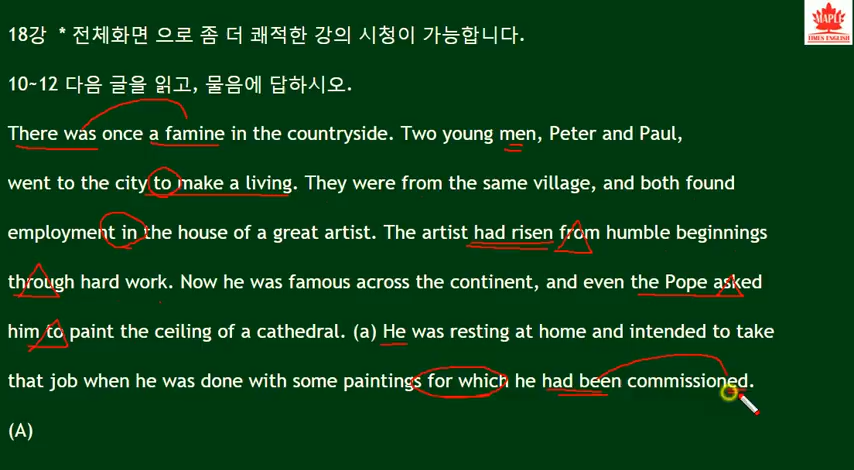 MAPLE
TIMES ENGLISH
18강 * 전체화면 으로 좀 더 쾌적한 강의 시청이 가능합니다.
10~12 다음 글을 읽고, 물음에 답하시오.
There was once a famine in the countryside. Two young men, Peter and Paul,
went to the city to make a living. They were from the same village, and both found
employment in the house of a great artist. The artist had risen from humble beginnings
through hard work. Now he was famous across the continent, and even the Pope asked
him to paint the ceiling of a cathedral. (a) He was resting at home and intended to take
that job when he was done with some paintings for which he had been commissioned.
(A)